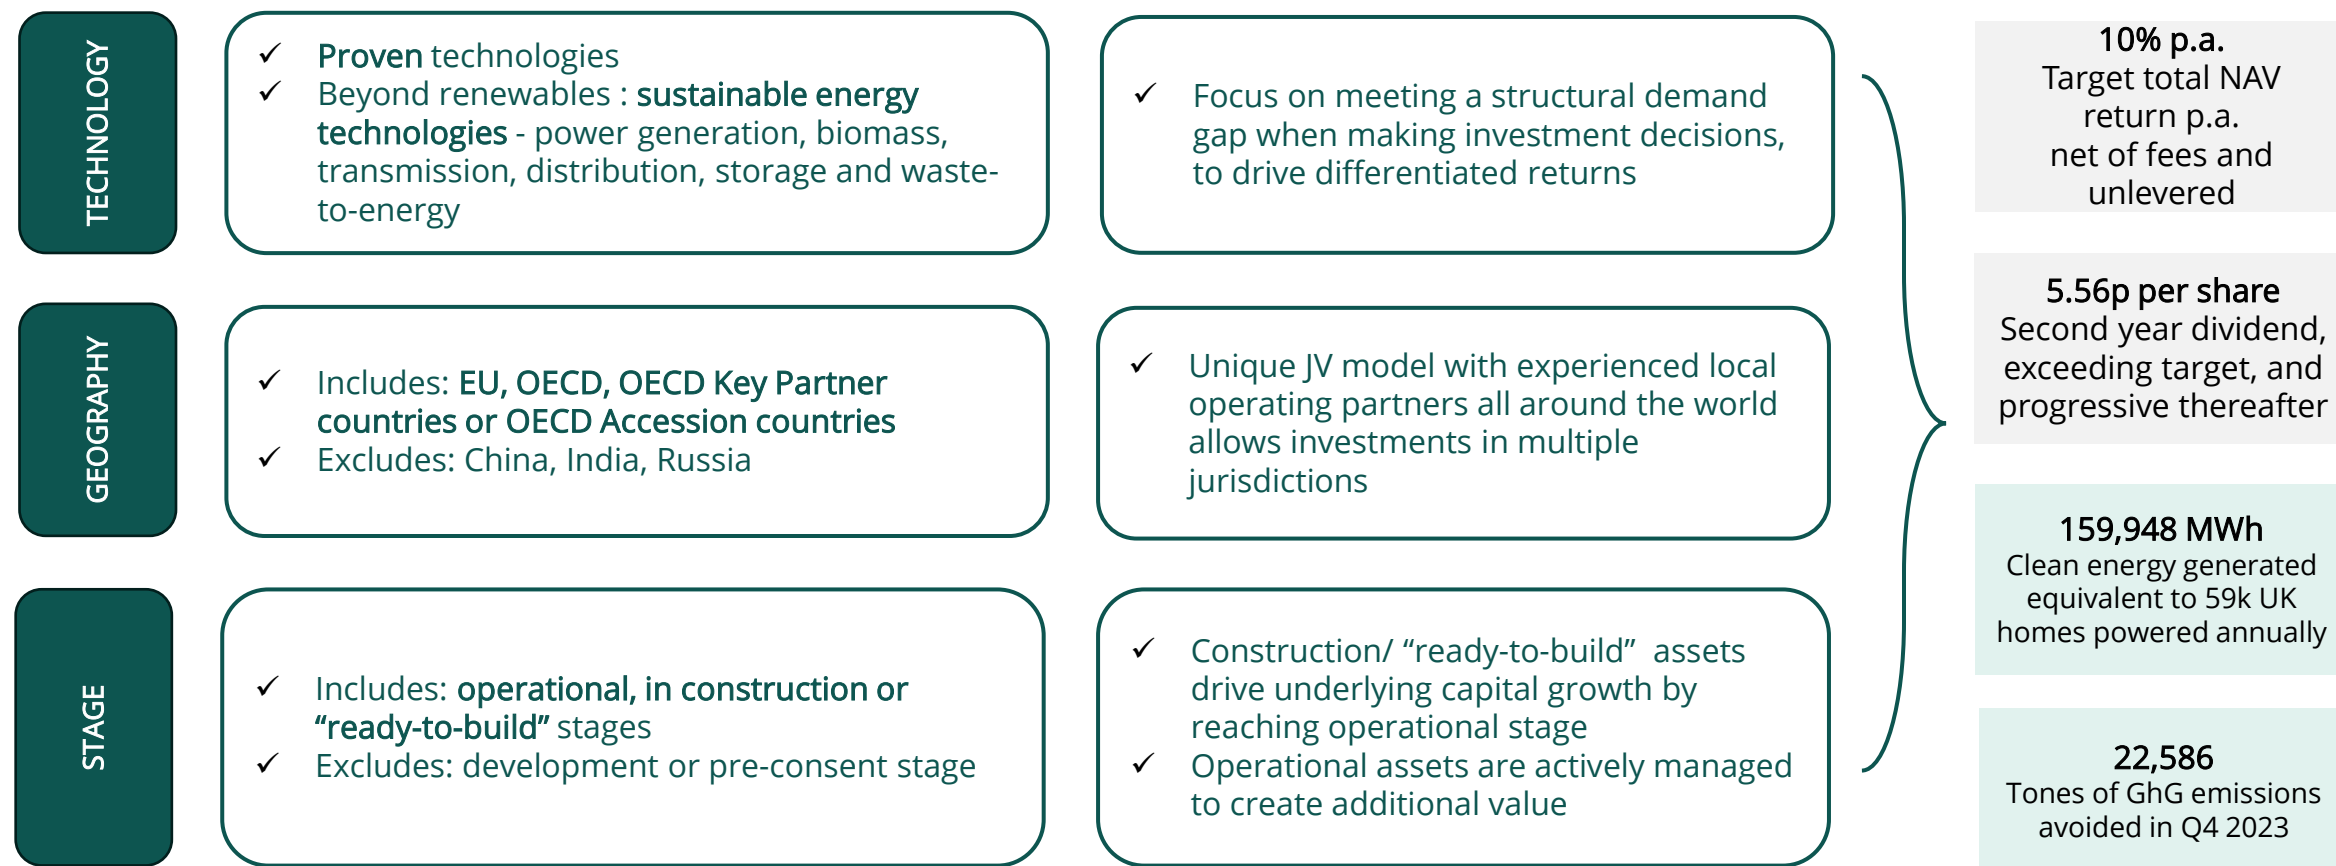 TECHNOLOGY
✓ Proven technologies
✓ Beyond renewables : sustainable energy
technologies - power generation, biomass,
transmission, distribution, storage and waste-
to-energy
✓ Focus on meeting a structural demand
gap when making investment decisions,
to drive differentiated returns
GEOGRAPHY
✓ Includes: EU, OECD, OECD Key Partner
countries or OECD Accession countries
✓ Excludes: China, India, Russia
✓ Unique JV model with experienced local
operating partners all around the world
allows investments in multiple
jurisdictions
STAGE
✓ Includes: operational, in construction or
“ready-to-build” stages
✓ Excludes: development or pre-consent stage
✓ Construction/ “ready-to-build”  assets
drive underlying capital growth by
reaching operational stage
✓ Operational assets are actively managed
to create additional value
10% p.a.
Target total NAV
return p.a.
net of fees and
unlevered
5.56p per share
Second year dividend,
exceeding target, and
progressive thereafter
159,948 MWh
Clean energy generated
equivalent to 59k UK
homes powered annually
22,586
Tones of GhG emissions
avoided in Q4 2023